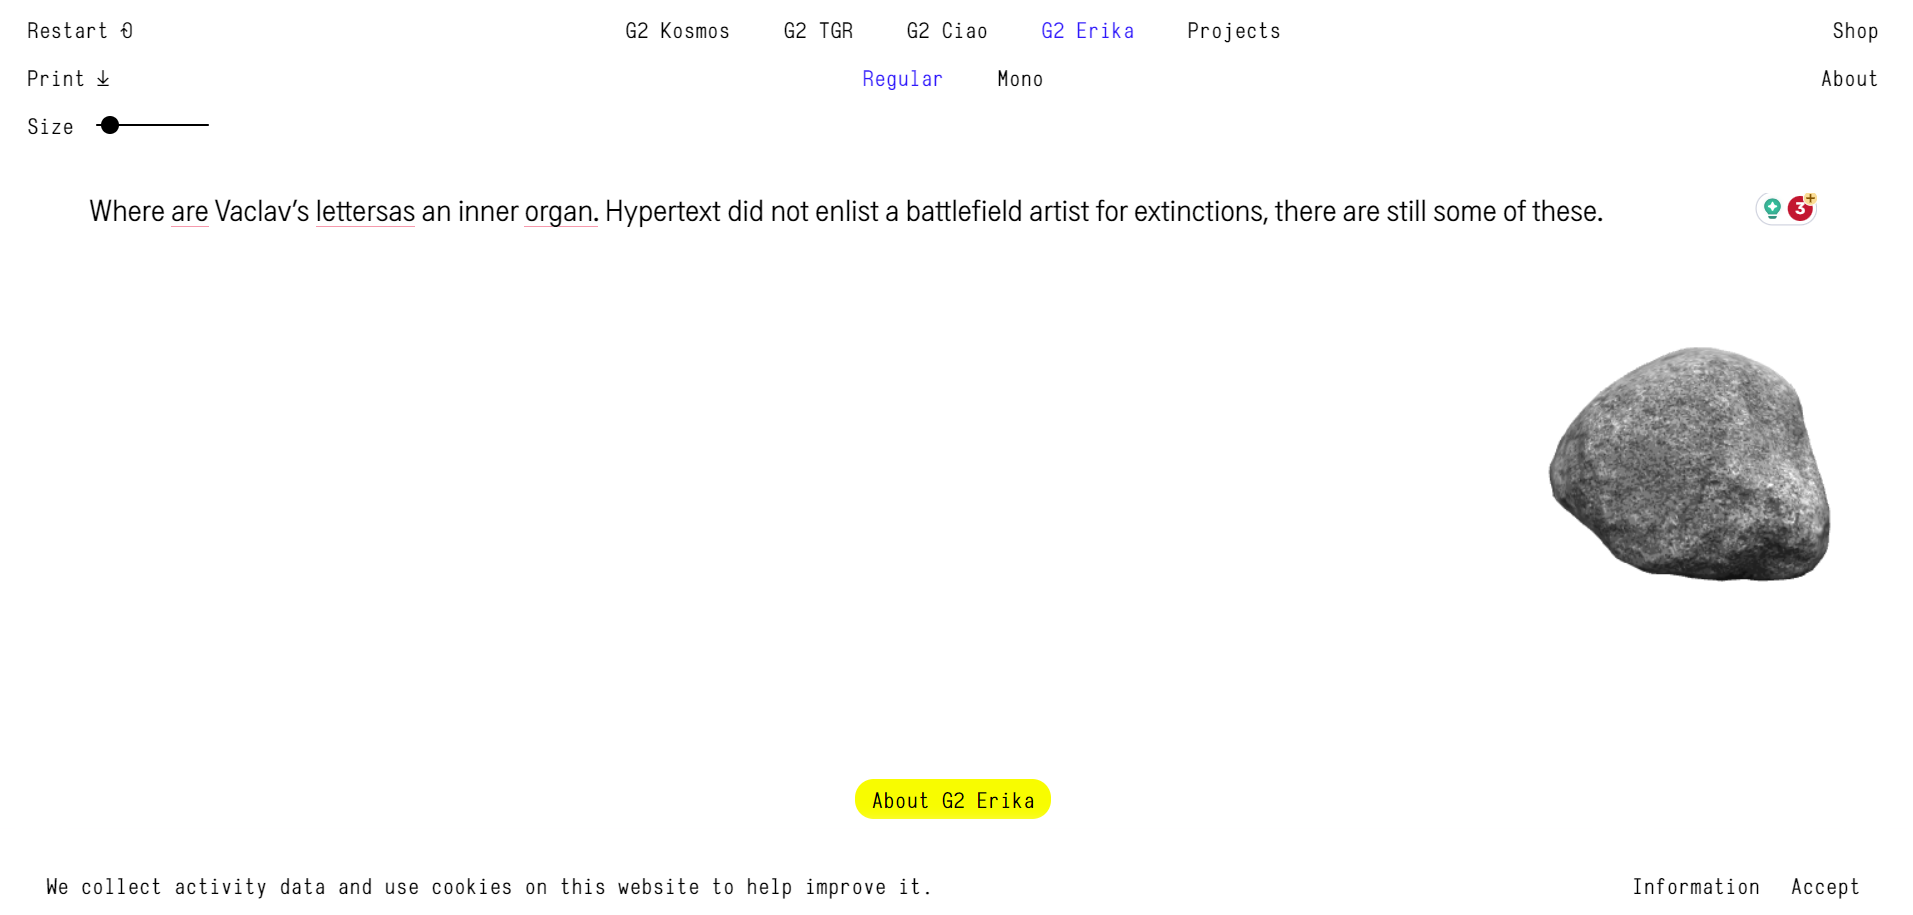 Restart
G2 Kosmos G2 TGR G2 Ciao G2 Erika Projects
Shop
Print ↓
Regular Mono
About
Size
Where are Vaclav’s lettersas an inner organ. Hypertext did not enlist a battlefield artist for extinctions, there are still some of these.
3+
About G2 Erika
We collect activity data and use cookies on this website to help improve it.
Information Accept